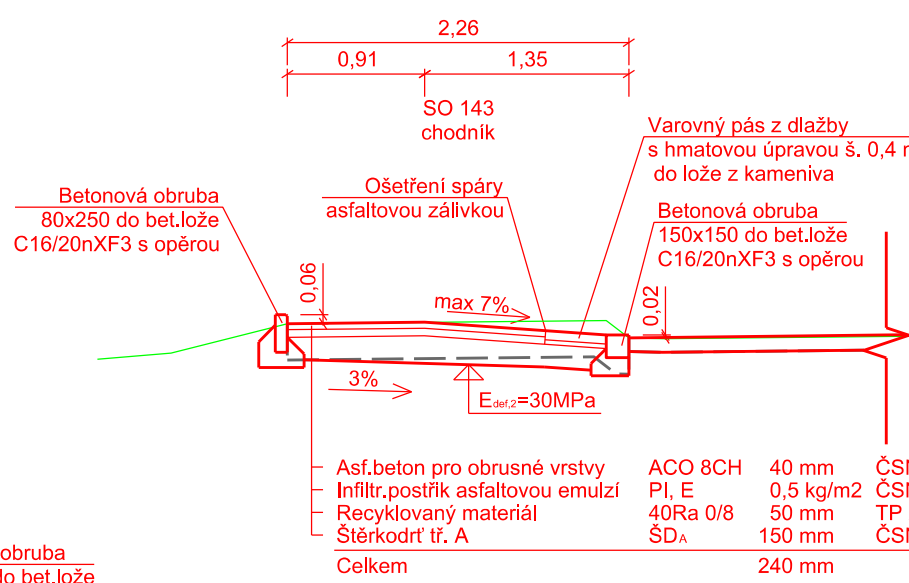 2,26
0,91 1,35
SO 143
chodník
Varovný pás z dlažby
s hmatovou úpravou š. 0,4
do lože z kameniva
Betonová obruba
80x250 do bet.lože
C16/20nXF3 s opěrou
Ošetření spáry
asfaltovou zálivkou
Betonová obruba
150x150 do bet.lože
C16/20nXF3 s opěrou
0,06
max 7%
0,02
3%
Edef,2=30MPa
Asf.beton pro obrusné vrstvy ACO 8CH 40 mm
Infiltr.postřik asfaltovou emulzí PI, E 0,5 kg/m2
Recyklovaný materiál 40Ra 0/8 50 mm TP
Štěrkodrť tř. A ŠDA 150 mm
Celkem 240 mm
obruba
do bet.lože